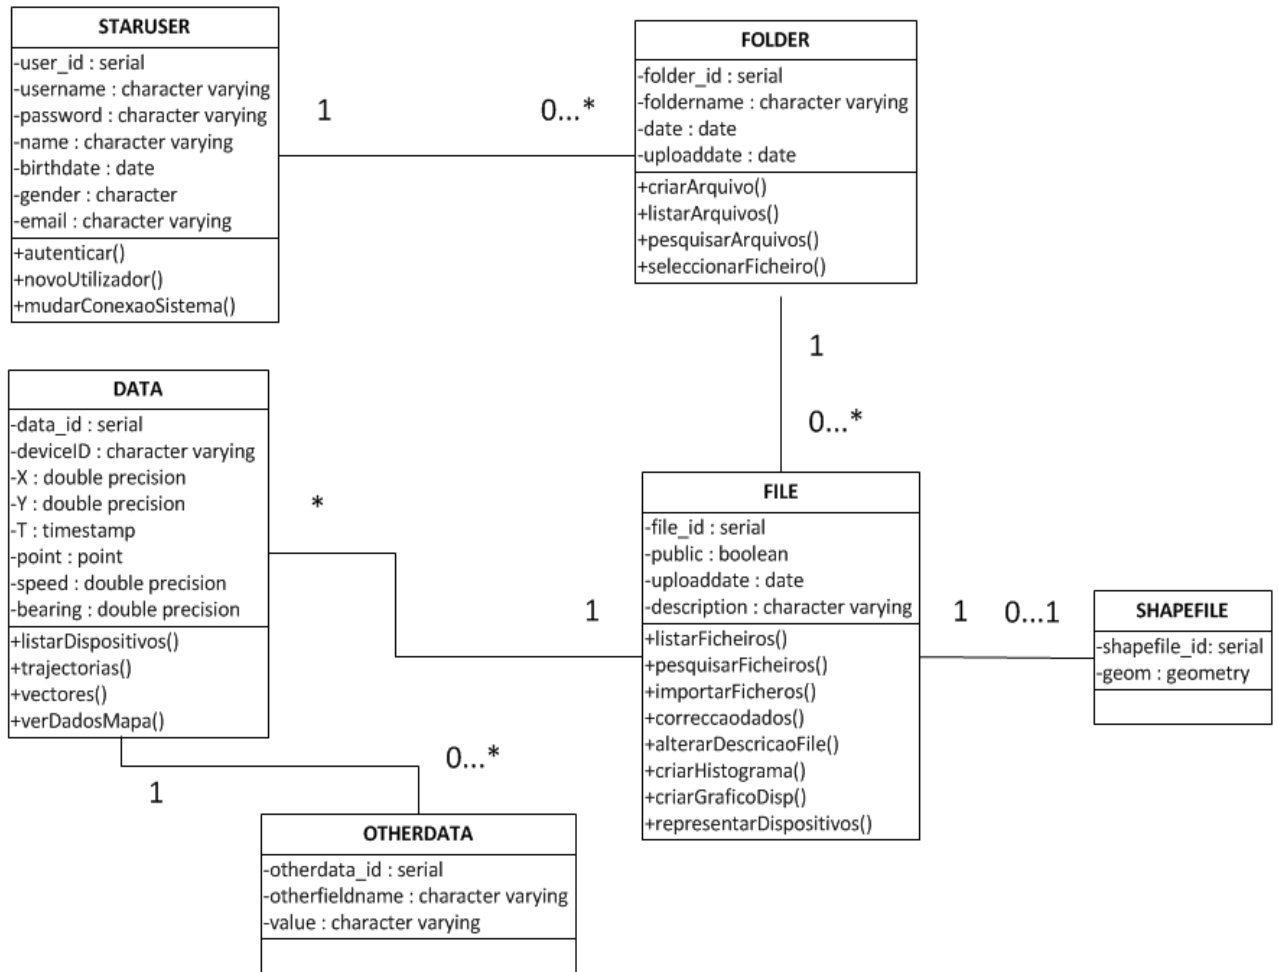 STARUSER
-user_id : serial
-username : character varying
-password : character varying
-name : character varying
-birthdate : date
-gender : character
-email : character varying
+autenticar()
+novoUtilizador()
+mudarConexaoSistema()
1
0...*
FOLDER
-folder_id : serial
-foldername : character varying
-date : date
-uploaddate : date
+criarArquivo()
+listarArquivos()
+pesquisarArquivos()
+seleccionarFicheiro()
1
0...*
DATA
-data_id : serial
-deviceID : character varying
-X : double precision
-Y : double precision
-T : timestamp
-point : point
-speed : double precision
-bearing : double precision
+listarDispositivos()
+trajectorias()
+vectores()
+verDadosMapa()
*
1
FILE
-file_id : serial
-public : boolean
-uploaddate : date
-description : character varying
+listarFicheiros()
+pesquisarFicheiros()
+importarFicheros()
+correccaodados()
+alterarDescricaoFile()
+criarHistograma()
+criarGraficoDisp()
+representarDispositivos()
1
0...1
SHAPEFILE
-shapefile_id: serial
-geom : geometry
1
0...*
OTHERDATA
-otherdata_id : serial
-otherfieldname : character varying
-value : character varying